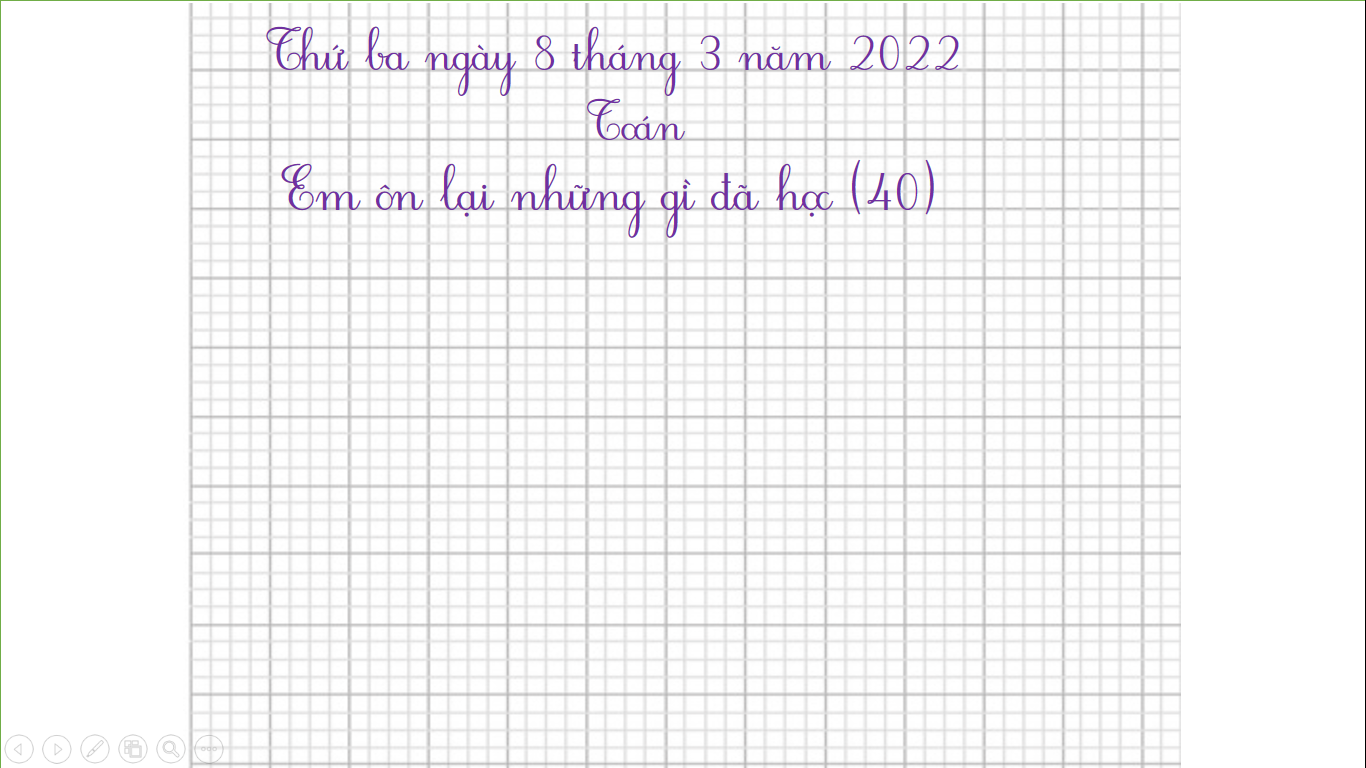 Thứ ba ngày 8 tháng 3 năm 2022
Toán
Em ôn lại những gì đã học (40)